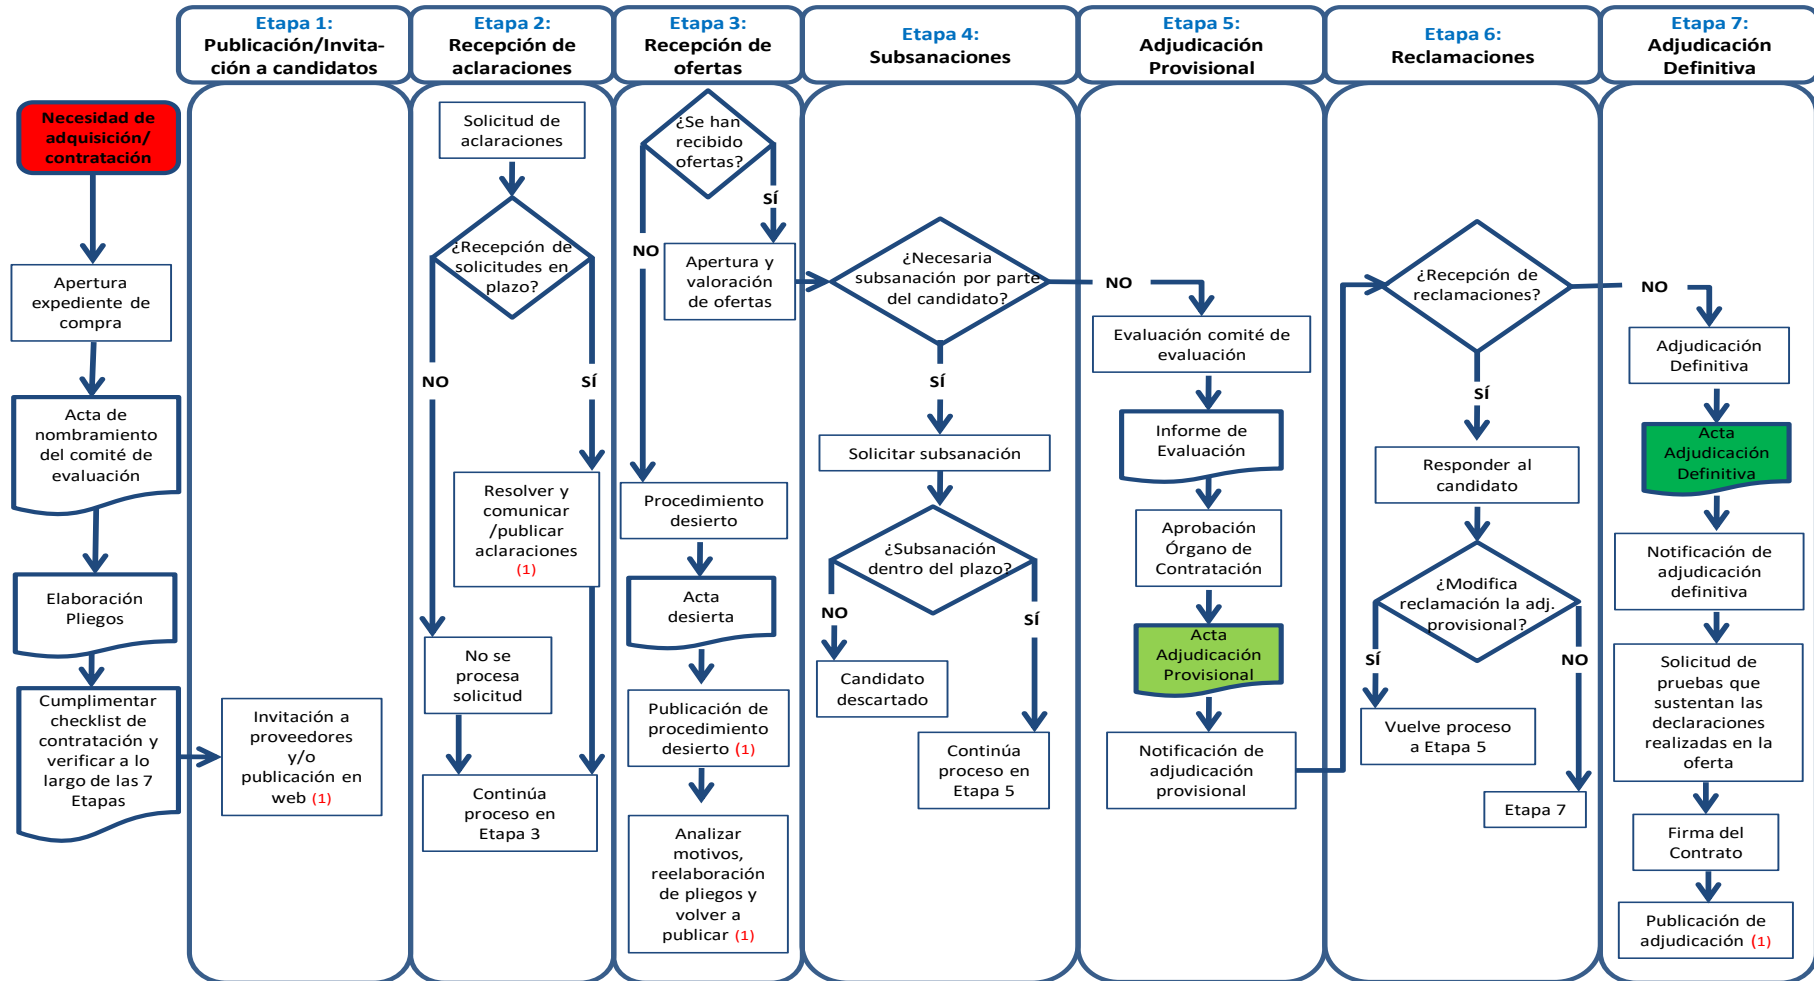 Etapa 1:
Publicación/Invita-
ción a candidatos
Etapa 2:
Recepción de
aclaraciones
Etapa 3:
Recepción de
ofertas
Etapa 4:
Subsanaciones
Etapa 5:
Adjudicación
Provisional
Etapa 6:
Reclamaciones
Etapa 7:
Adjudicación
Definitiva
Necesidad de
adquisición/
contratación
Apertura
expediente de
compra
Acta de
nombramiento
del comité de
evaluación
Elaboración
Pliegos
Cumplimentar
checklist de
contratación y
verificar a lo
largo de las 7
Etapas
Invitación a
proveedores
y/o
publicación en
web (1)
Solicitud de
aclaraciones
¿Recepción de
solicitudes en
plazo?
NO
SÍ
Resolver y
comunicar
/publicar
aclaraciones
(1)
No se
procesa
solicitud
Continúa
proceso en
Etapa 3
¿Se han
recibido
ofertas?
SÍ
NO
Apertura y
valoración
de ofertas
Procedimiento
desierto
Acta
desierta
Publicación de
procedimiento
desierto (1)
Analizar
motivos,
reelaboración
de pliegos y
volver a
publicar (1)
¿Necesaria
subsanación por parte
del candidato?
NO
SÍ
Solicitar subsanación
¿Subsanación
dentro del plazo?
NO
SÍ
Candidato
descartado
Continúa
proceso en
Etapa 5
Evaluación comité de
evaluación
Informe de
Evaluación
Aprobación
Órgano de
Contratación
Acta
Adjudicación
Provisional
Notificación de
adjudicación
provisional
¿Recepción de
reclamaciones?
NO
SÍ
Responder al
candidato
¿Modifica
reclamación la adj.
provisional?
SÍ
NO
Vuelve proceso
a Etapa 5
Etapa 7
Adjudicación
Definitiva
Acta
Adjudicación
Definitiva
Notificación de
adjudicación
definitiva
Solicitud de
pruebas que
sustentan las
declaraciones
realizadas en la
oferta
Firma del
Contrato
Publicación de
adjudicación (1)